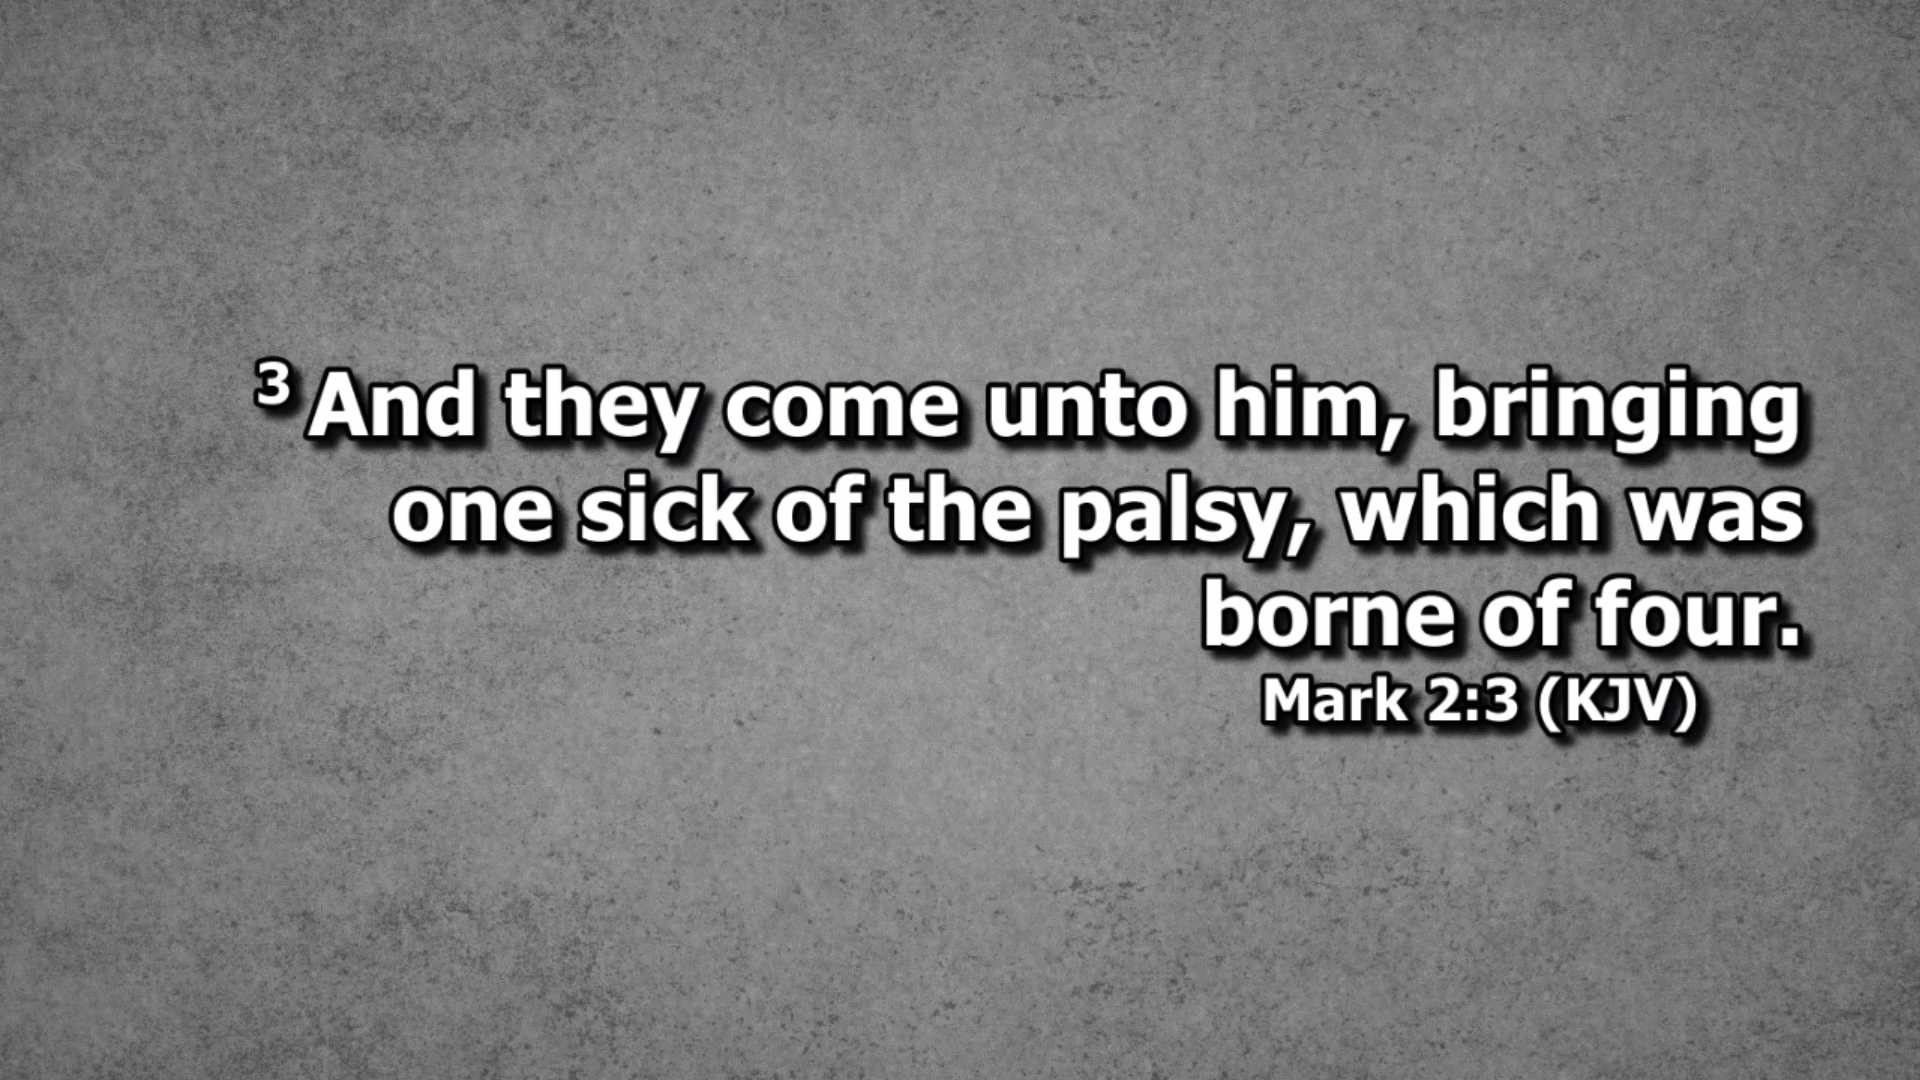 3 And they come unto him, bringing
one sick of the palsy, which was
borne of four.
Mark 2:3 (KJV)